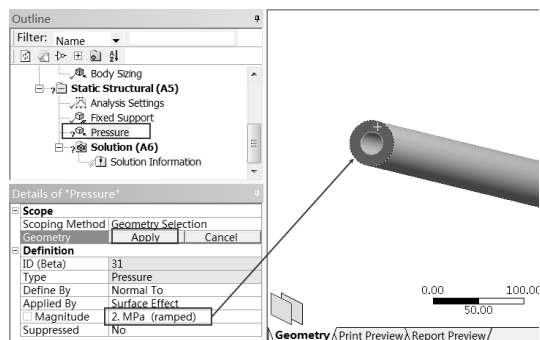 Outline
Filter: Name
Body Sizing
Static Structural (A5)
Analysis Settings
Fixed Support
Pressure
Solution (A6)
Solution Information
Details of "Pressure"
Scope
Scoping Method Geometry Selection
Geometry Apply Cancel
Definition
ID (Beta) 31
Type Pressure
Define By Normal To
Applied By Surface Effect
Magnitude 2. MPa (ramped)
Suppressed No
0.00 100.00
50.00
Geometry Print Preview Report Preview